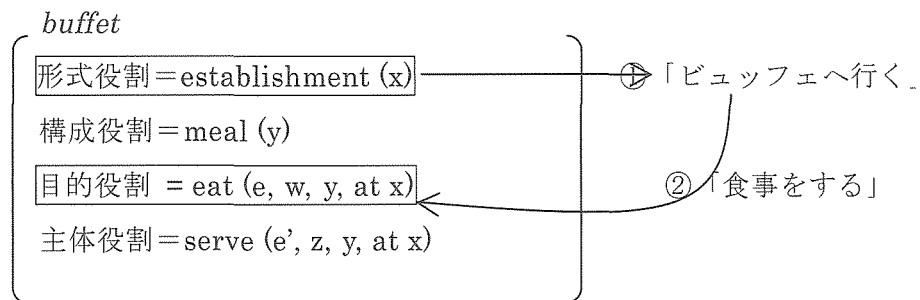 buffet
形式役割＝establishment (x)
①「ビュッフェへ行く」
構成役割＝meal (y)
目的役割 = eat (e, w, y, at x)
②「食事をする」
主体役割＝serve (e', z, y, at x)